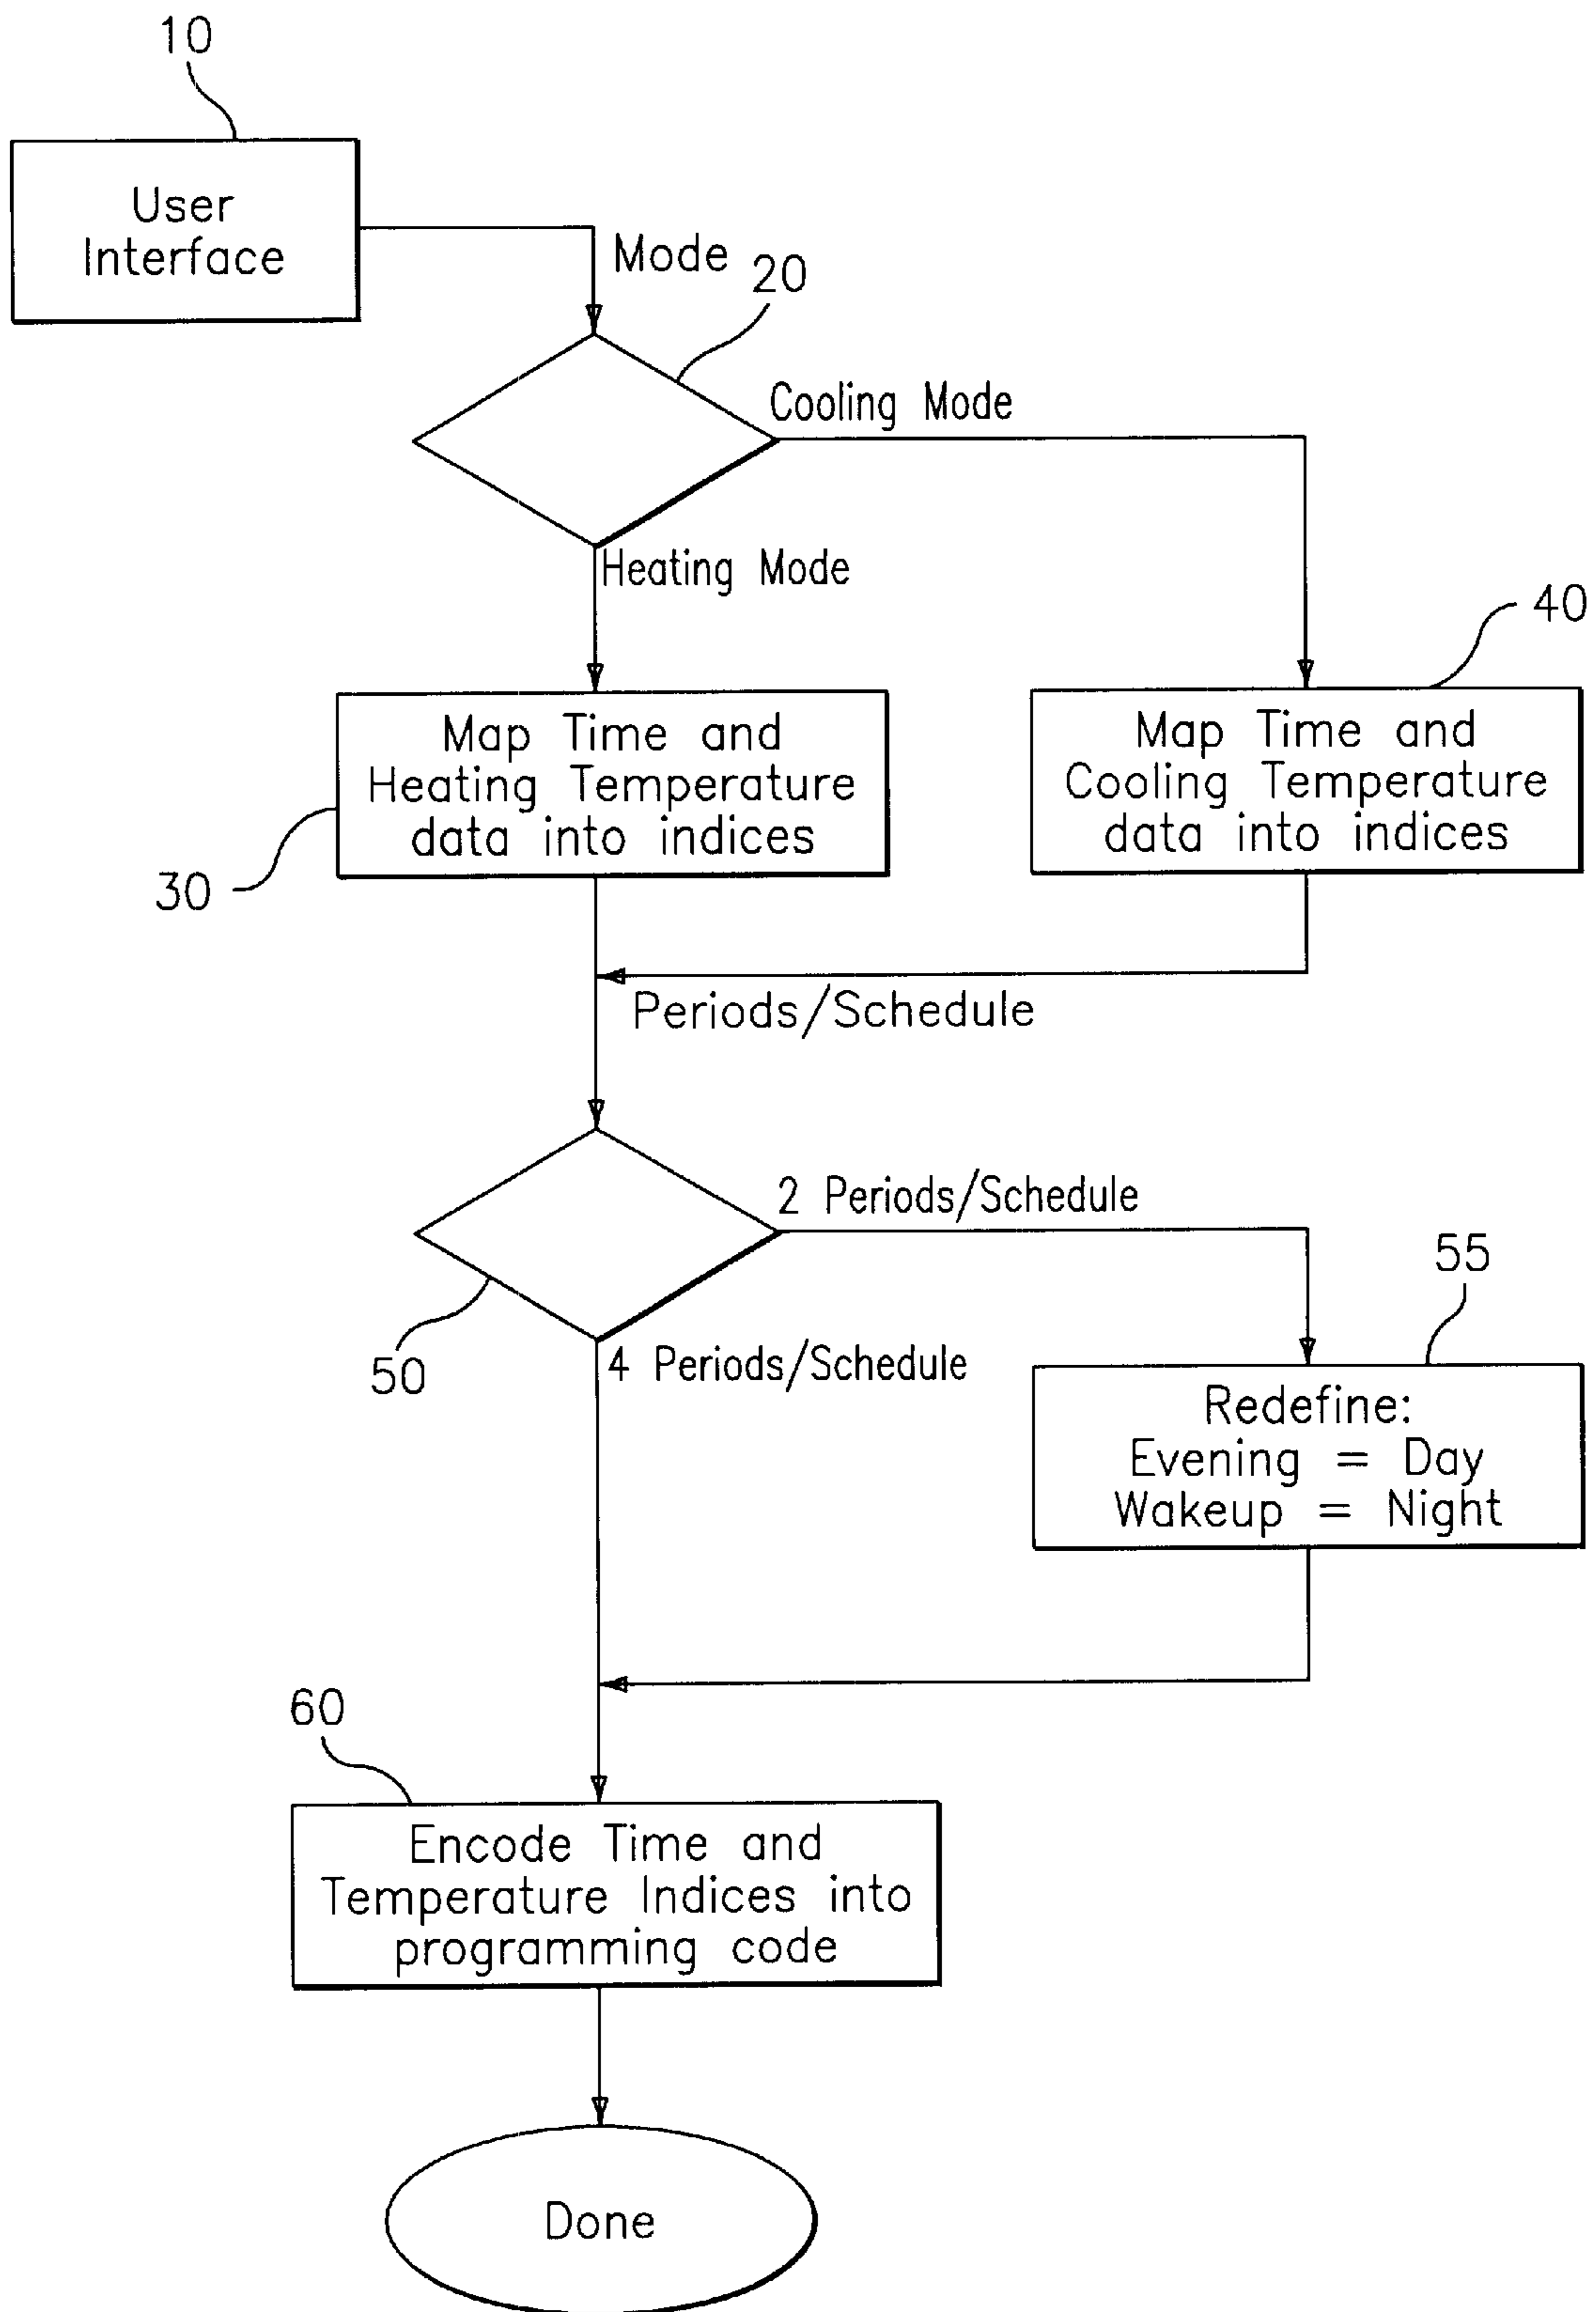 10
User
Interface
Mode
20
Cooling Mode
Heating Mode
40
Map Time and
Heating Temperature
data into indices
Map Time and
Cooling Temperature
data into indices
30
Periods/Schedule
2 Periods/Schedule
55
50
4 Periods/Schedule
Redefine:
Evening = Day
Wakeup = Night
60
Encode Time and
Temperature Indices into
programming code
Done